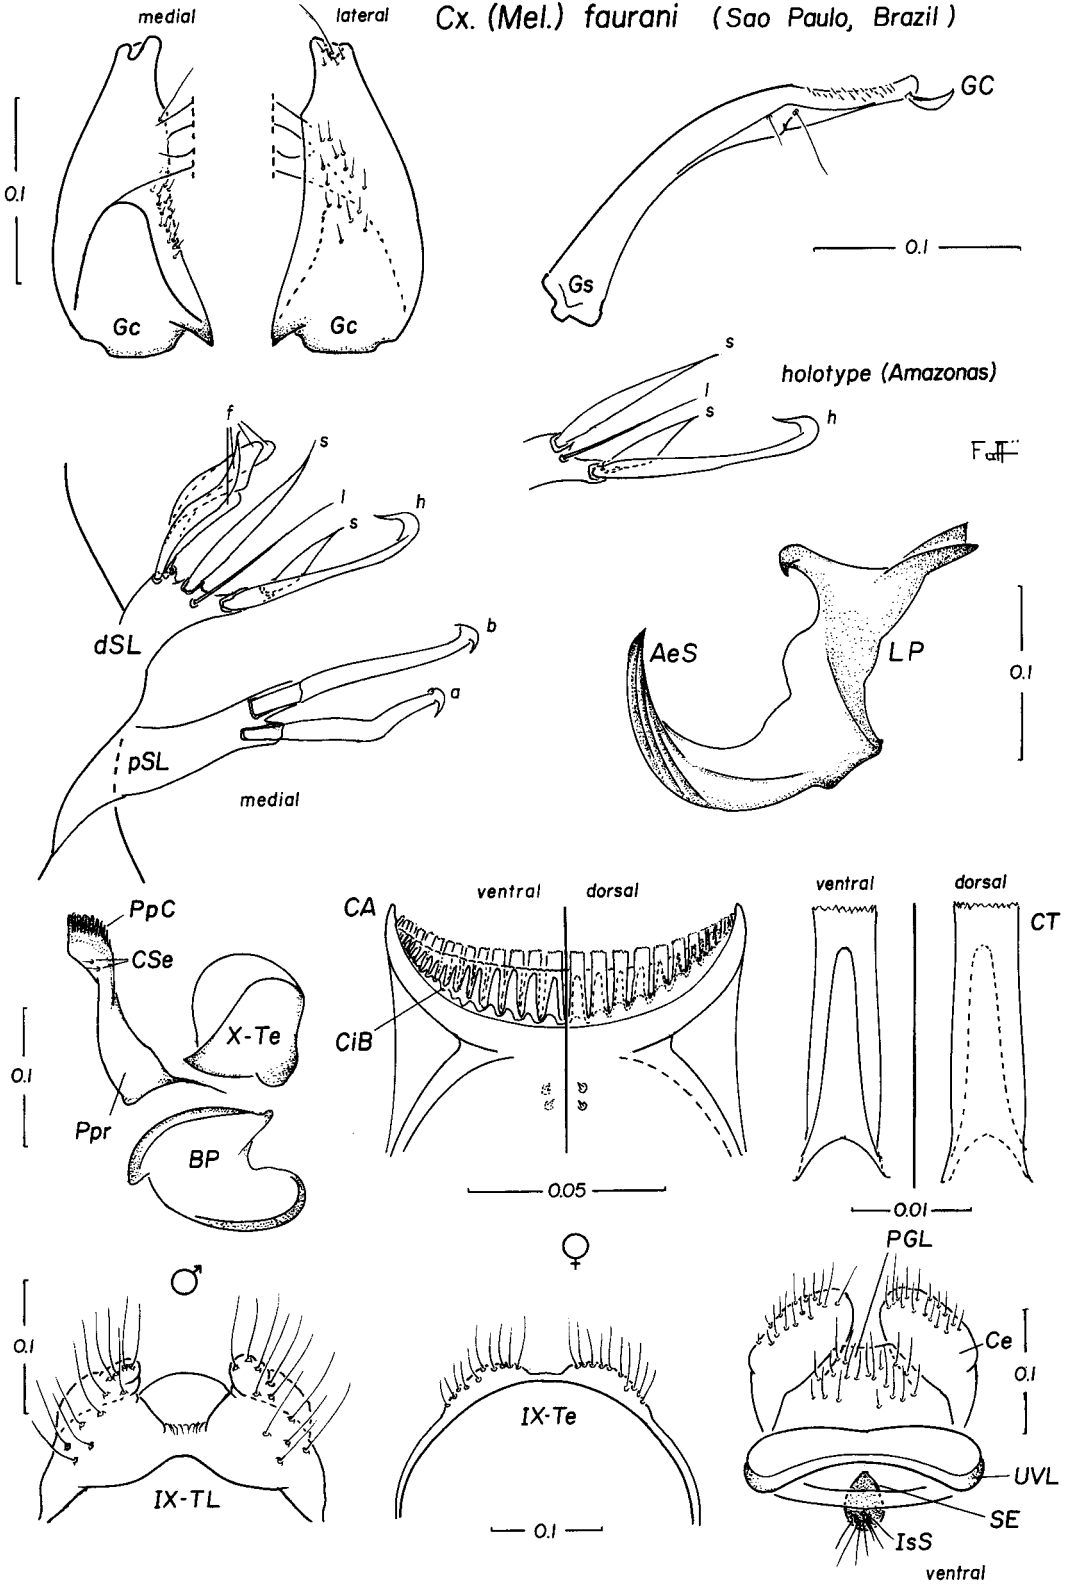 medial
lateral
Cx. (Mel.) faurani (Sao Paulo, Brazil)
GC
0.1
0.1
Gs
Gc
Gc
s
holotype (Amazonas)
l
s
h
f
s
l
s
h
dSL
b
a
AeS
LP
0.1
pSL
medial
PpC
CSe
X-Te
0.1
Ppr
BP
ventral
dorsal
CA
CiB
0.05
ventral
dorsal
CT
0.01
♂
♀
PGL
0.1
Ce
0.1
IX-TL
IX-Te
0.1
UVL
SE
IsS
ventral